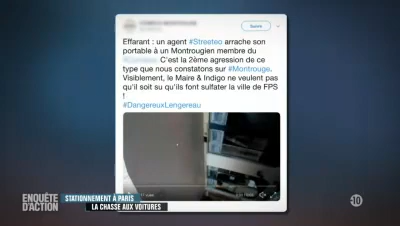 Suivre
Effarant : un agent #Streeteo arrache son
portable à un Montrougien membre du
C'est la 2ème agression de ce
type que nous constatons sur #Montrouge.
Visiblement, le Maire & Indigo ne veulent pas
qu'il soit su qu'ils font sulfater la ville de FPS
!
#DangereuxLengereau
ENQUÊTE
D'ACTION
STATIONNEMENT À PARIS
LA CHASSE AUX VOITURES
-10